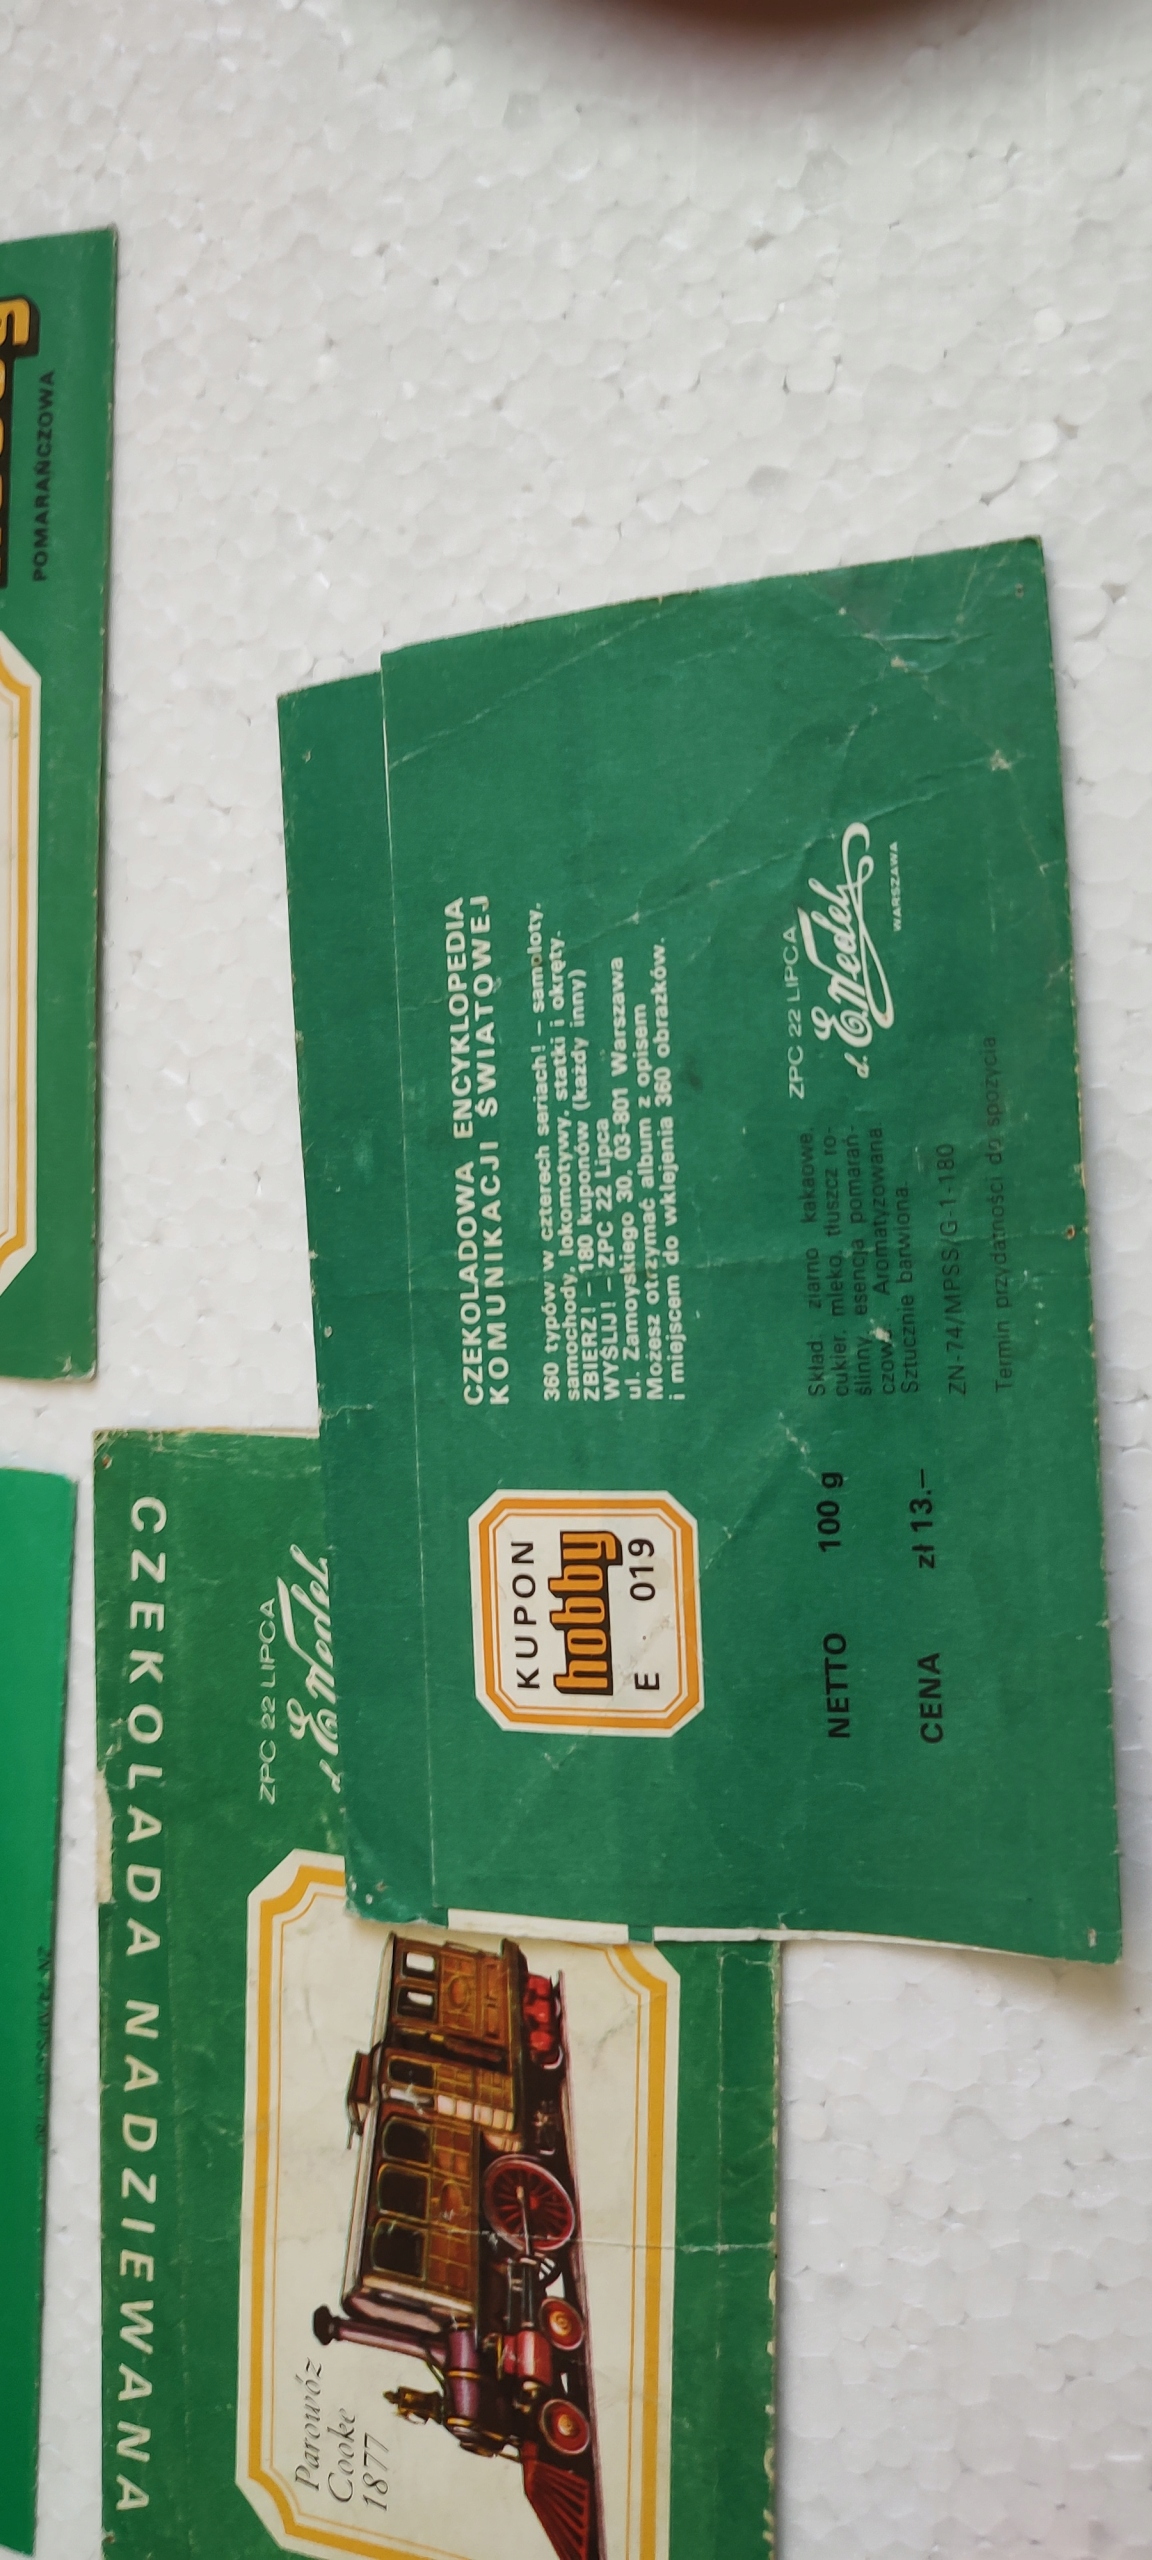 POMARAŃCZOWA
CZEKOLADOWA ENCYKLOPEDIA
KOMUNIKACJI ŚWIATOWEJ
360 typów w czterech seriach! – samoloty,
samochody, lokomotywy, statki i okręty.
ZBIERZ! – 180 kuponów (każdy inny)
WYŚLIJ! – ZPC 22 Lipca
ul. Zamoyskiego 30, 03-801 Warszawa
Możesz otrzymać album z opisem
i miejscem do wklejenia 360 obrazków.
KUPON
hobby
E 019
NETTO 100 g
CENA zł 13.—
Skład: ziarno kakaowe,
cukier, mleko, tłuszcz ro-
ślinny, esencja pomarań-
czowa. Aromatyzowana.
Sztucznie barwiona.
ZN-74/MPSS/G-1-180
Termin przydatności do spożycia
ZPC 22 LIPCA
d. E.Wedel
WARSZAWA
CZEKOLADA NADZIEWANA
ZPC 22 LIPCA
d. E.Wedel
Parowóz
Cooke
1877